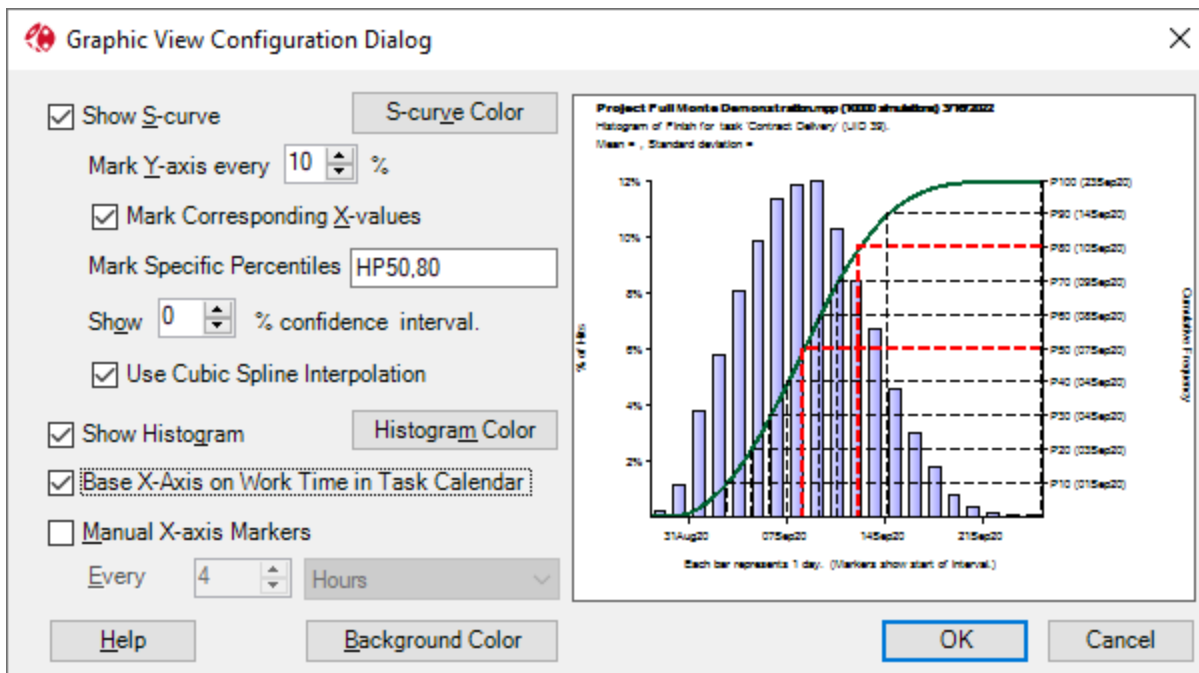 Graphic View Configuration Dialog
Show S-curve
S-curve Color
Mark Y-axis every 10 %
Mark Corresponding X-values
Mark Specific Percentiles HP50,80
Show 0 % confidence interval.
Use Cubic Spline Interpolation
Show Histogram
Histogram Color
Base X-Axis on Work Time in Task Calendar
Manual X-axis Markers
Every 4 Hours
Help
Background Color
Project Full Monte Demonstration.mpp (10000 simulations) 3/16/2022
Histogram of Finish for task 'Contract Delivery' (UID 39).
Mean = , Standard deviation =
12%
10%
8%
6%
4%
2%
% of Hits
P100 (23Sep20)
P90 (14Sep20)
P80 (10Sep20)
P70 (09Sep20)
P60 (08Sep20)
P50 (07Sep20)
P40 (04Sep20)
P30 (04Sep20)
P20 (03Sep20)
P10 (01Sep20)
Cumulative Frequency
31Aug20 07Sep20 14Sep20 21Sep20
Each bar represents 1 day. (Markers show start of interval.)
OK
Cancel